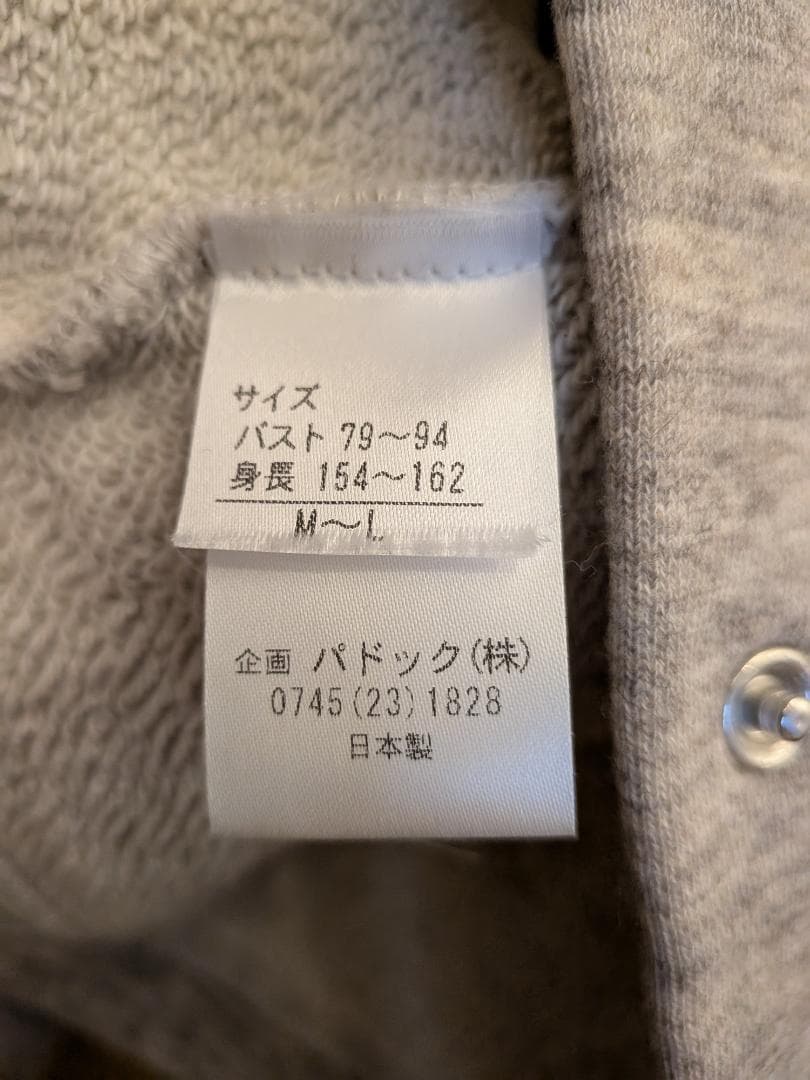 サイズ
バスト 79〜94
身長 154〜162
M〜L
企画 パドック(株)
0745(23)1828
日本製